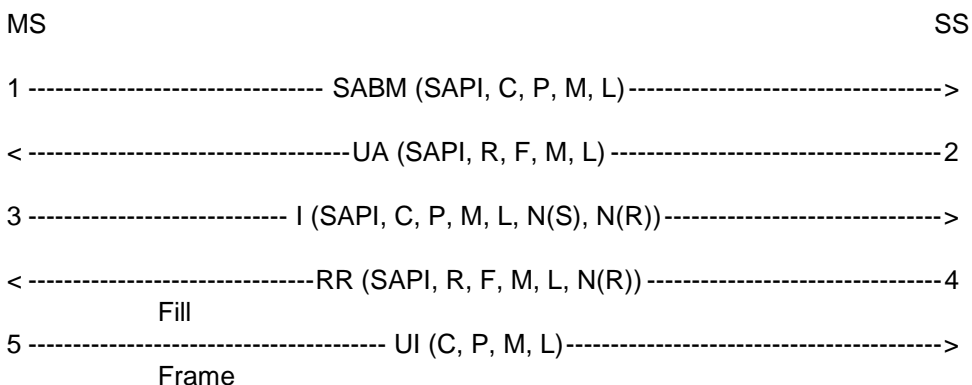 MS SS
1 --------------------------------- SABM (SAPI, C, P, M, L)----------------------------------->
< ------------------------------------UA (SAPI, R, F, M, L) -------------------------------------2
3 ----------------------------- I (SAPI, C, P, M, L, N(S), N(R))------------------------------->
< --------------------------------RR (SAPI, R, F, M, L, N(R)) ---------------------------------4
Fill
5 ---------------------------------------- UI (C, P, M, L)------------------------------------------>
Frame